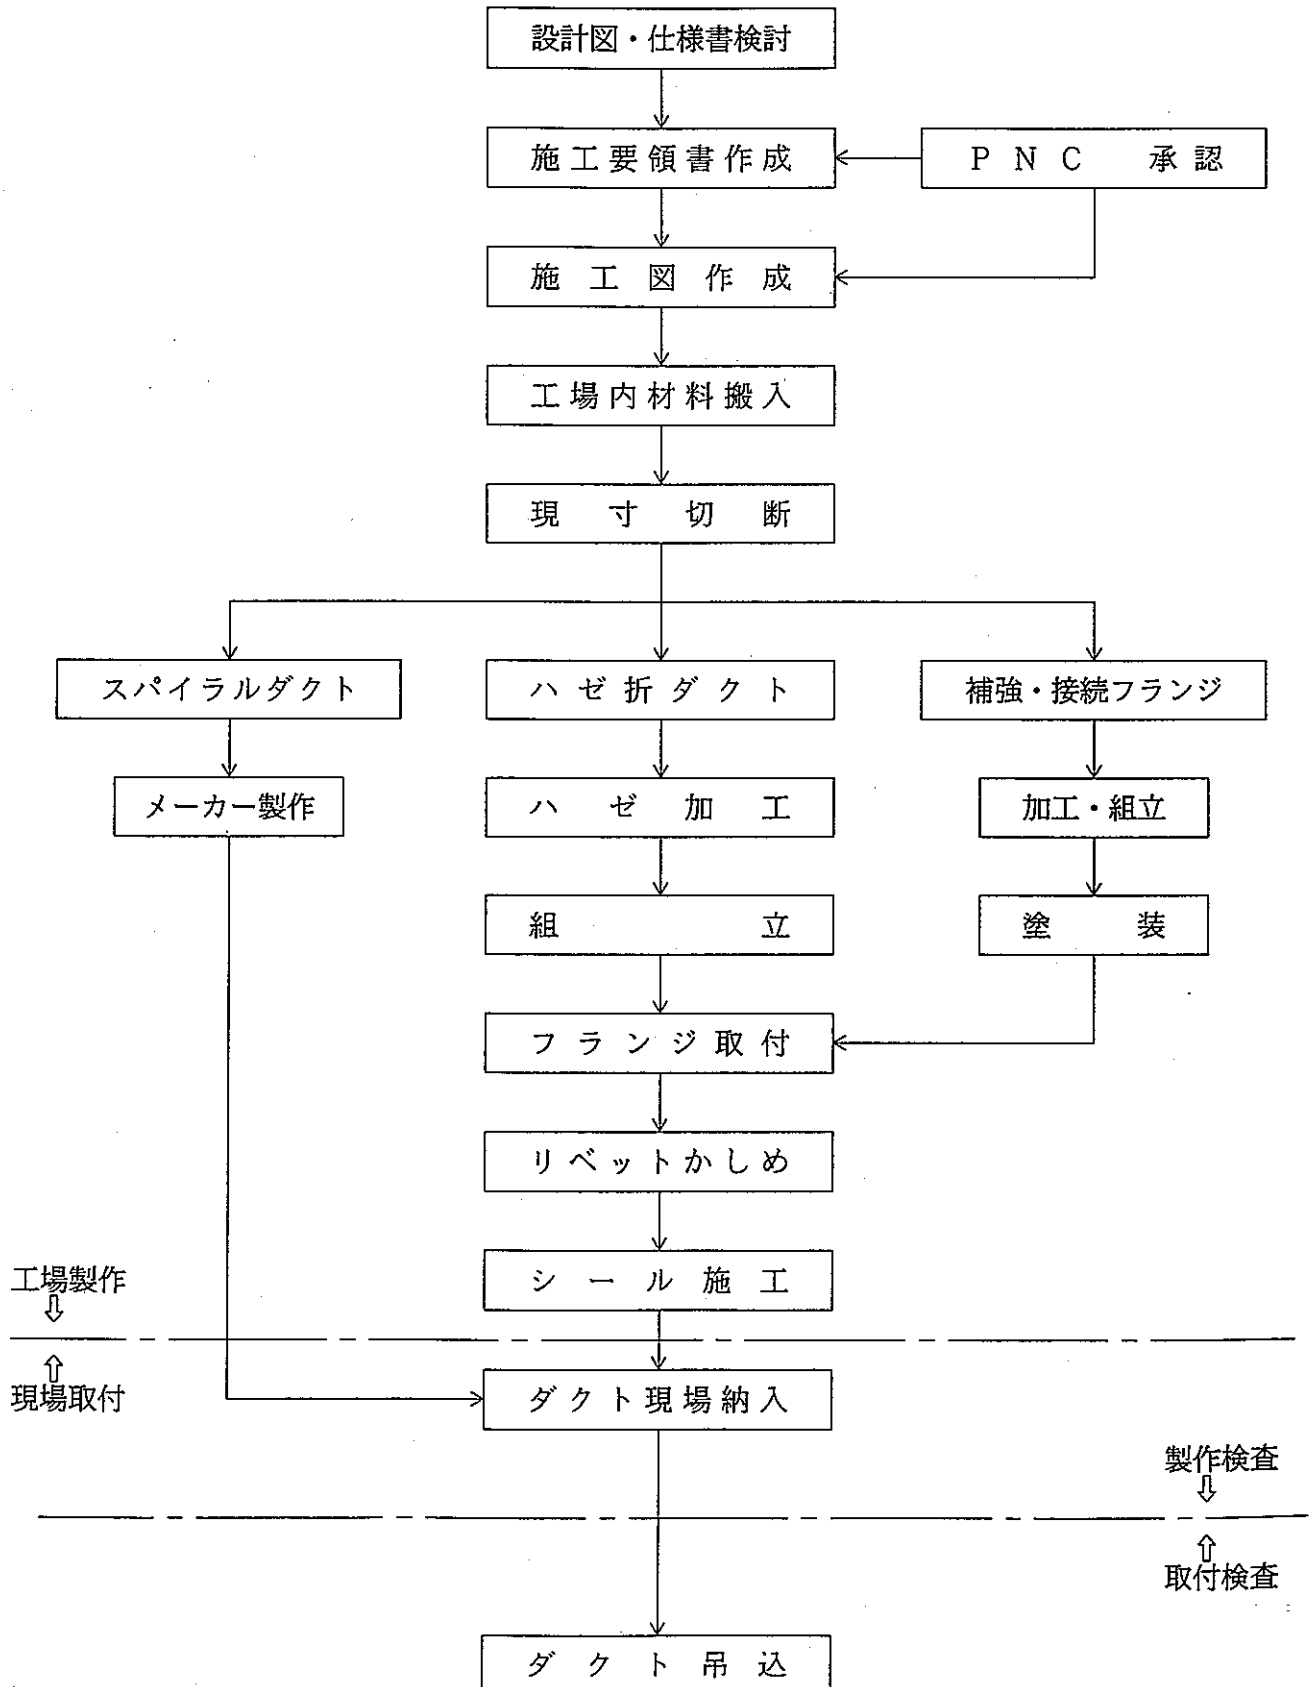 設計図・仕様書検討
施工要領書作成
PNC 承認
施工図作成
工場内材料搬入
現寸切断
スパイラルダクト
ハゼ折ダクト
補強・接続フランジ
メーカー製作
ハゼ加工
加工・組立
組立
塗装
フランジ取付
リベットかしめ
シール施工
工場製作
⇩
⇧
現場取付
ダクト現場納入
製作検査
⇩
⇧
取付検査
ダクト吊込